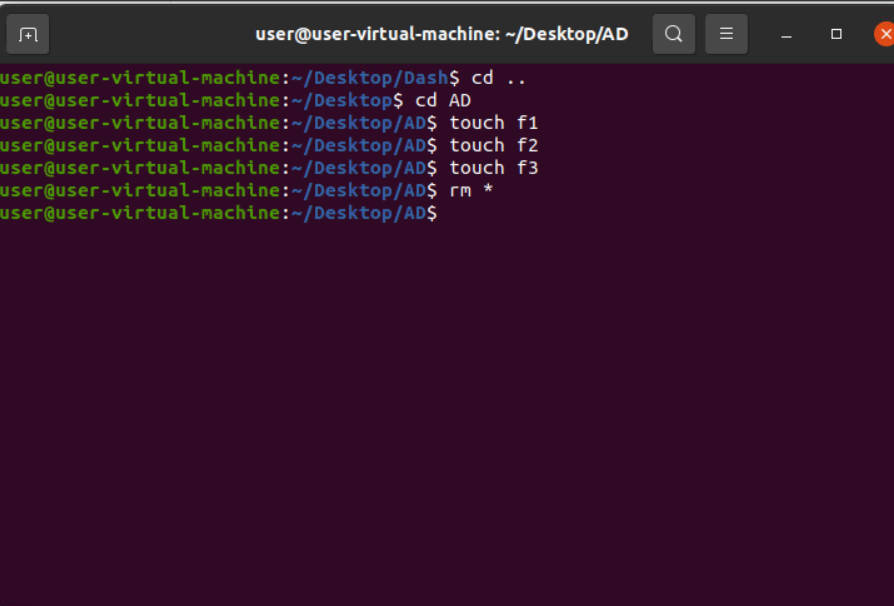 user@user-virtual-machine: ~/Desktop/AD
user@user-virtual-machine:~/Desktop/Dash$ cd ..
user@user-virtual-machine:~/Desktop$ cd AD
user@user-virtual-machine:~/Desktop/AD$ touch f1
user@user-virtual-machine:~/Desktop/AD$ touch f2
user@user-virtual-machine:~/Desktop/AD$ touch f3
user@user-virtual-machine:~/Desktop/AD$ rm *
user@user-virtual-machine:~/Desktop/AD$